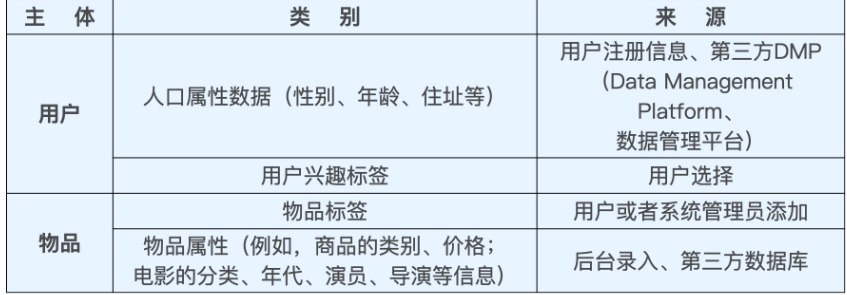 主 体 类 别 来 源
用户
人口属性数据（性别、年龄、住址等）
用户注册信息、第三方DMP
（Data Management
Platform、
数据管理平台）
用户兴趣标签 用户选择
物品
物品标签 用户或者系统管理员添加
物品属性（例如，商品的类别、价格；
电影的分类、年代、演员、导演等信息）
后台录入、第三方数据库